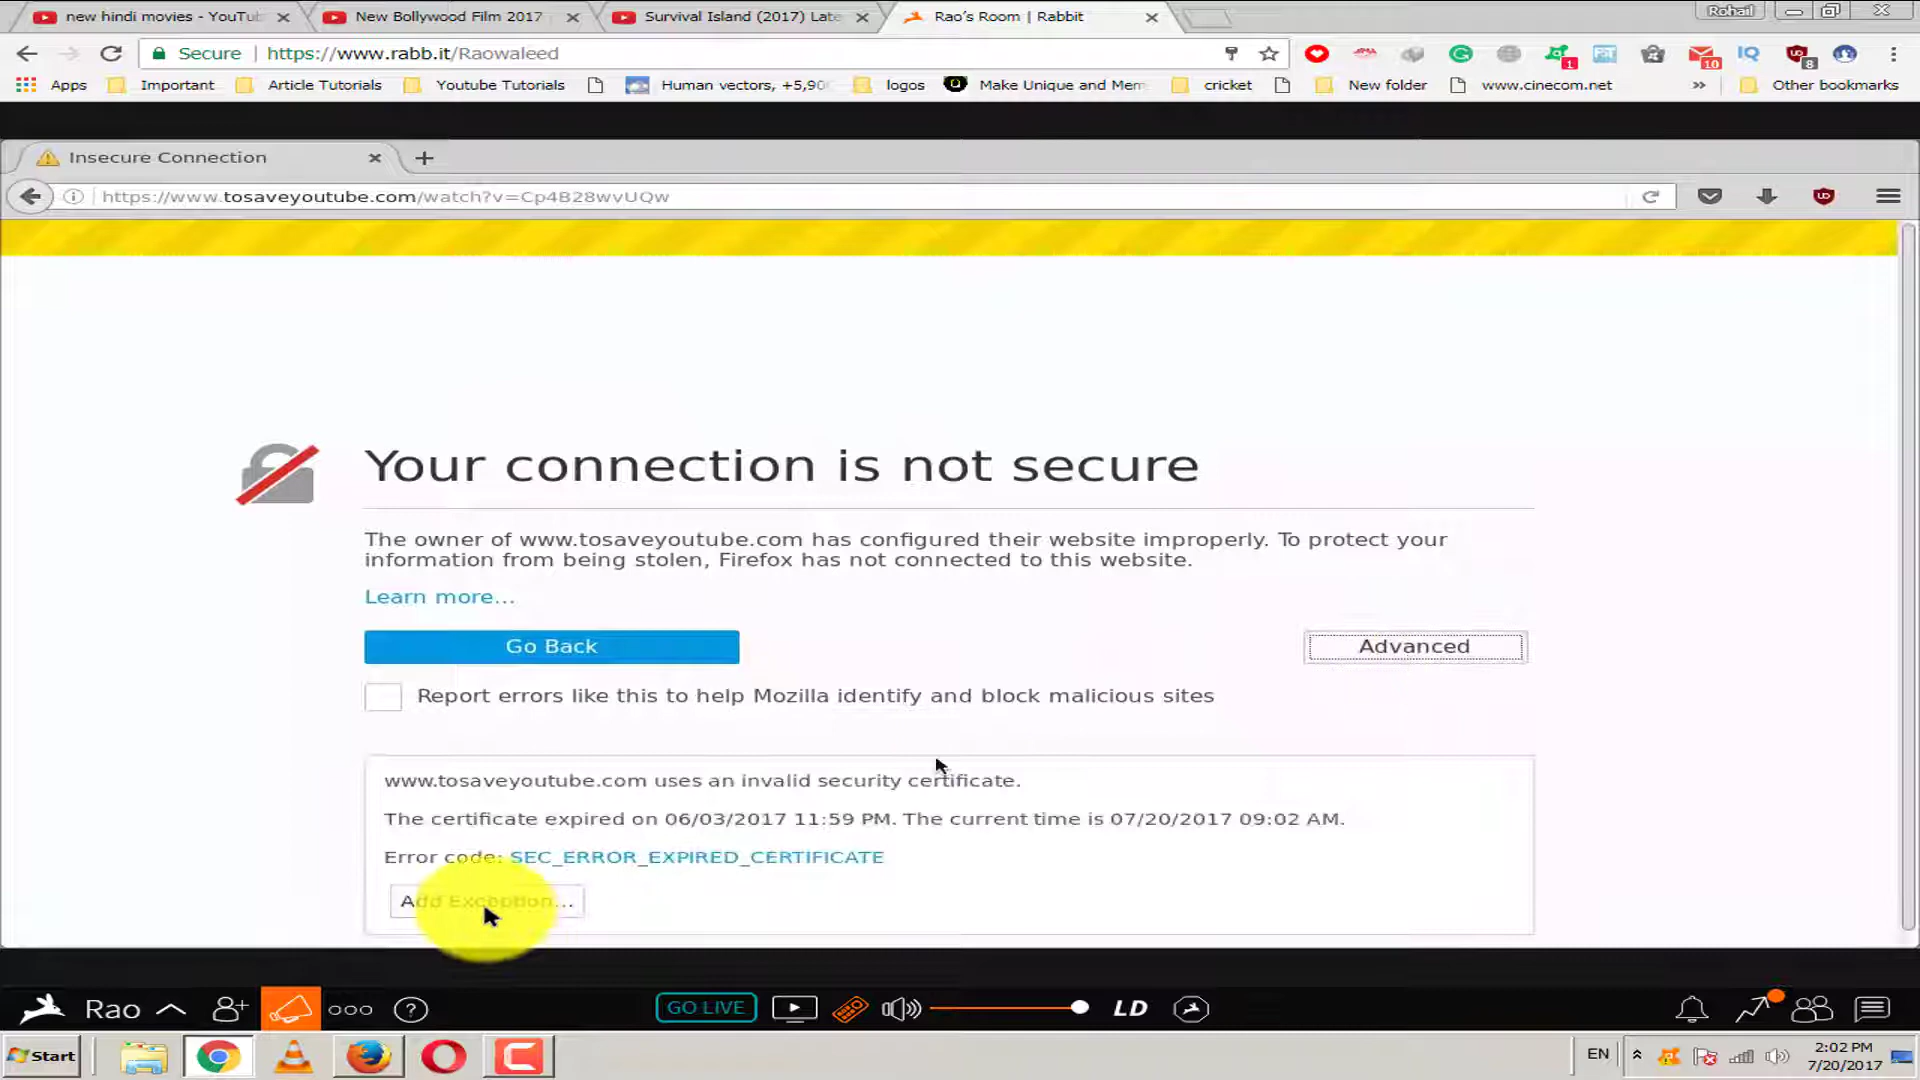 new hindi movies - YouTu
New Bollywood Film 2017
Survival Island (2017) Late
Rao's Room | Rabbit
Rohail
Secure
https://www.rabb.it/Raowaleed
1
10
IQ
8
Apps
Important
Article Tutorials
Youtube Tutorials
Human vectors, +5,90
logos
Make Unique and Mem
cricket
New folder
www.cinecom.net
»
Other bookmarks
Insecure Connection
https://www.tosaveyoutube.com/watch?v=Cp4B28wvUQw
Your connection is not secure
The owner of www.tosaveyoutube.com has configured their website improperly. To protect your
information from being stolen, Firefox has not connected to this website.
Learn more...
Go Back
Advanced
Report errors like this to help Mozilla identify and block malicious sites
www.tosaveyoutube.com uses an invalid security certificate.
The certificate expired on 06/03/2017 11:59 PM. The current time is 07/20/2017 09:02 AM.
Error code: SEC_ERROR_EXPIRED_CERTIFICATE
Add Exception...
Rao
?
GO LIVE
LD
Start
EN
2:02 PM
7/20/2017